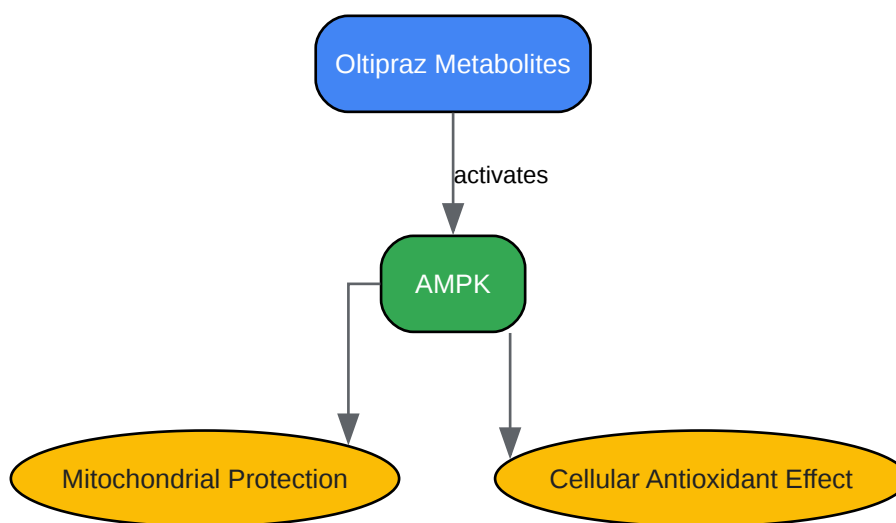 Oltipraz Metabolites
activates
AMPK
Mitochondrial Protection
Cellular Antioxidant Effect